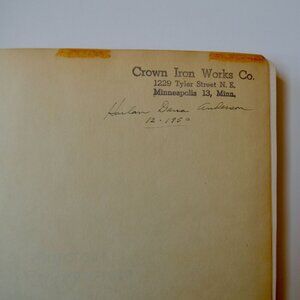 Crown Iron Works Co.
1229 Tyler Street N. E.
Minneapolis 13, Minn.
Harlan Dana Anderson
12-1950